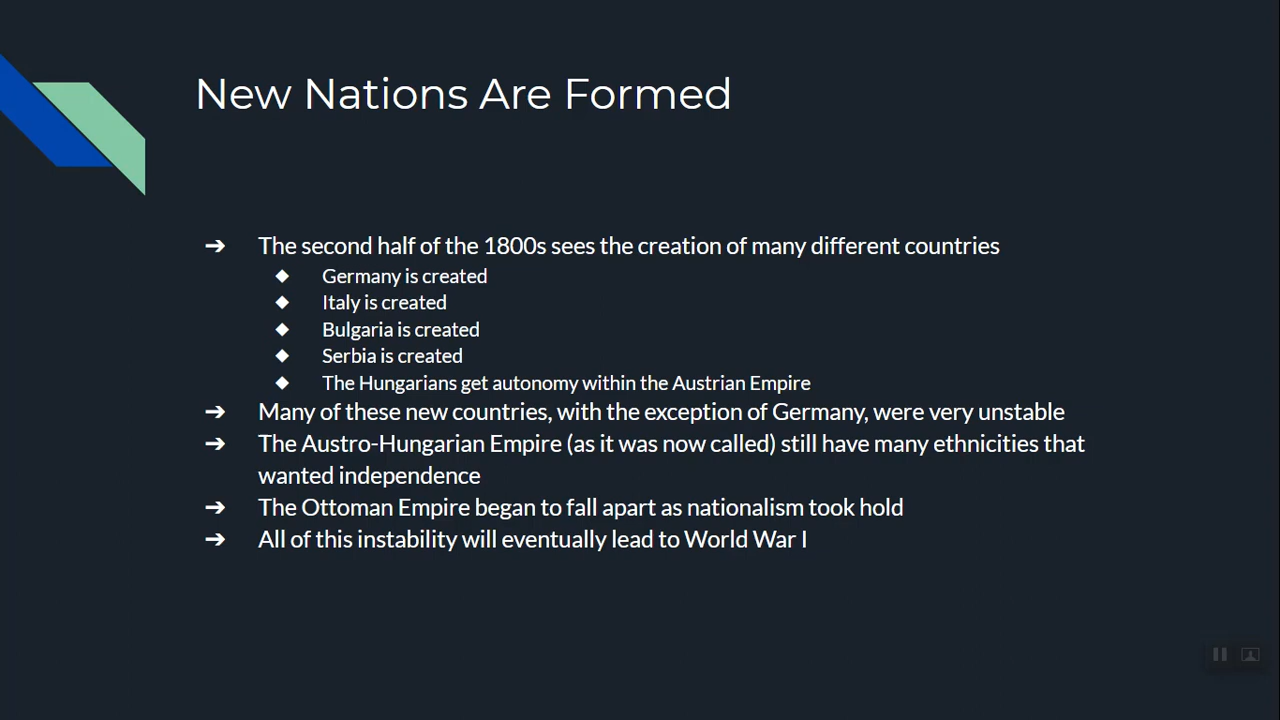 New Nations Are Formed
➔ The second half of the 1800s sees the creation of many different countries
◆ Germany is created
◆ Italy is created
◆ Bulgaria is created
◆ Serbia is created
◆ The Hungarians get autonomy within the Austrian Empire
➔ Many of these new countries, with the exception of Germany, were very unstable
➔ The Austro-Hungarian Empire (as it was now called) still have many ethnicities that
wanted independence
➔ The Ottoman Empire began to fall apart as nationalism took hold
➔ All of this instability will eventually lead to World War I